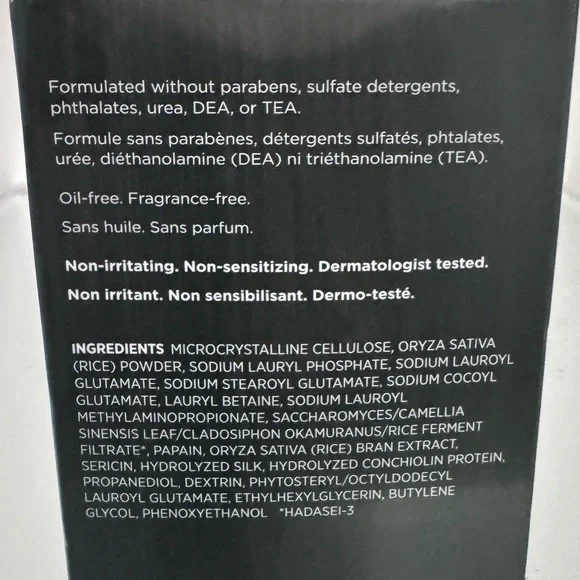 Formulated without parabens, sulfate detergents,
phthalates, urea, DEA, or TEA.
Formule sans parabènes, détergents sulfatés, phtalates,
urée, diéthanolamine (DEA) ni triéthanolamine (TEA).
Oil-free. Fragrance-free.
Sans huile. Sans parfum.
Non-irritating. Non-sensitizing. Dermatologist tested.
Non irritant. Non sensibilisant. Dermo-testé.
INGREDIENTS MICROCRYSTALLINE CELLULOSE, ORYZA SATIVA
(RICE) POWDER, SODIUM LAURYL PHOSPHATE, SODIUM LAUROYL
GLUTAMATE, SODIUM STEAROYL GLUTAMATE, SODIUM COCOYL
GLUTAMATE, LAURYL BETAINE, SODIUM LAUROYL
METHYLAMINOPROPIONATE, SACCHAROMYCES/CAMELLIA
SINENSIS LEAF/CLADOSIPHON OKAMURANUS/RICE FERMENT
FILTRATE*, PAPAIN, ORYZA SATIVA (RICE) BRAN EXTRACT,
SERICIN, HYDROLYZED SILK, HYDROLYZED CONCHIOLIN PROTEIN,
PROPANEDIOL, DEXTRIN, PHYTOSTERYL/OCTYLDODECYL
LAUROYL GLUTAMATE, ETHYLHEXYLGLYCERIN, BUTYLENE
GLYCOL, PHENOXYETHANOL *HADASEI-3